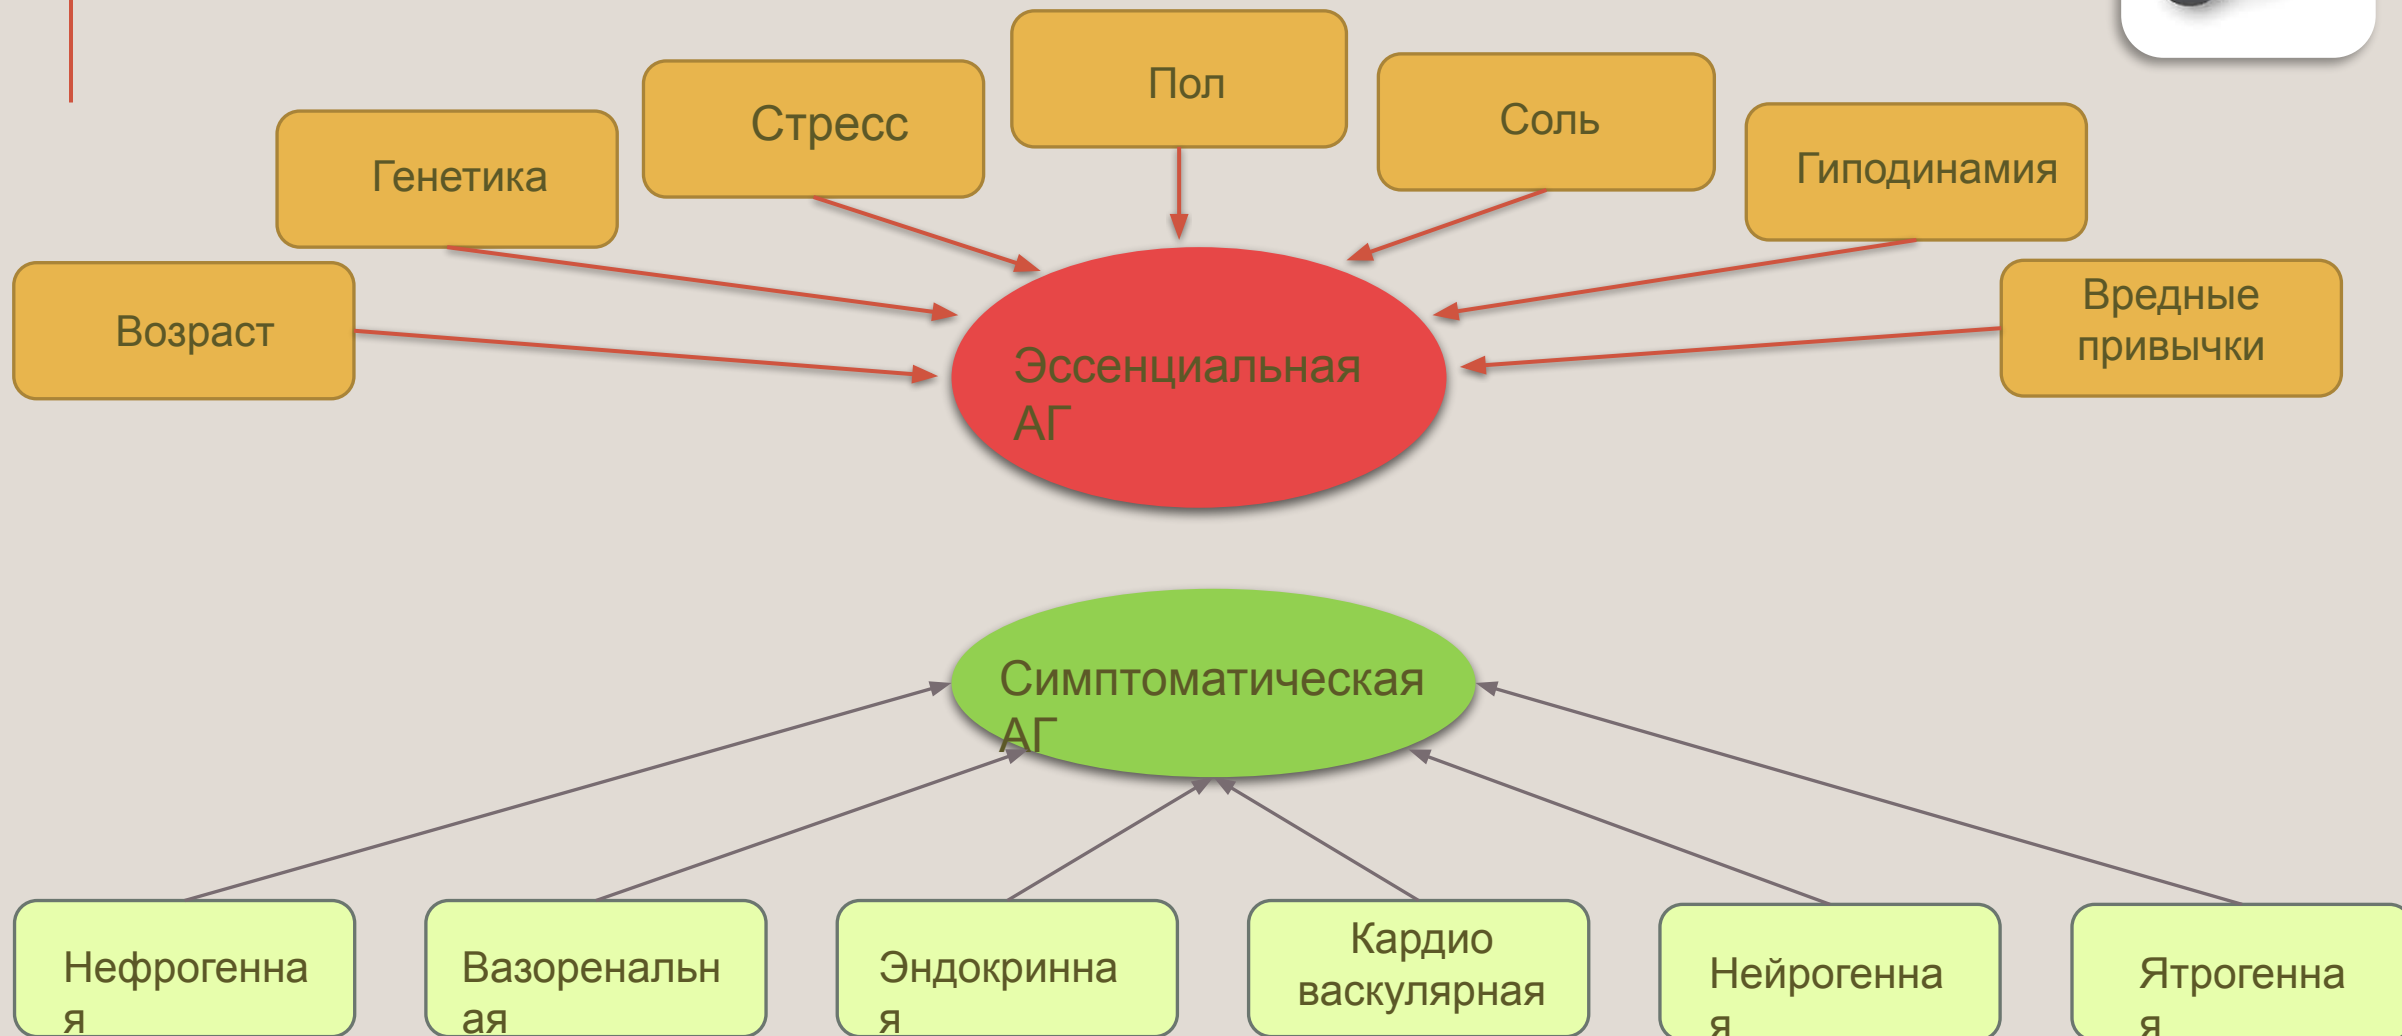 Пол
Стресс
Соль
Генетика
Гиподинамия
Возраст
Вредные
привычки
Эссенциальная
АГ
Симптоматическая
АГ
Нефрогенна
я
Вазоренальн
ая
Эндокринна
я
Кардио
васкулярная
Нейрогенна
я
Ятрогенна
я